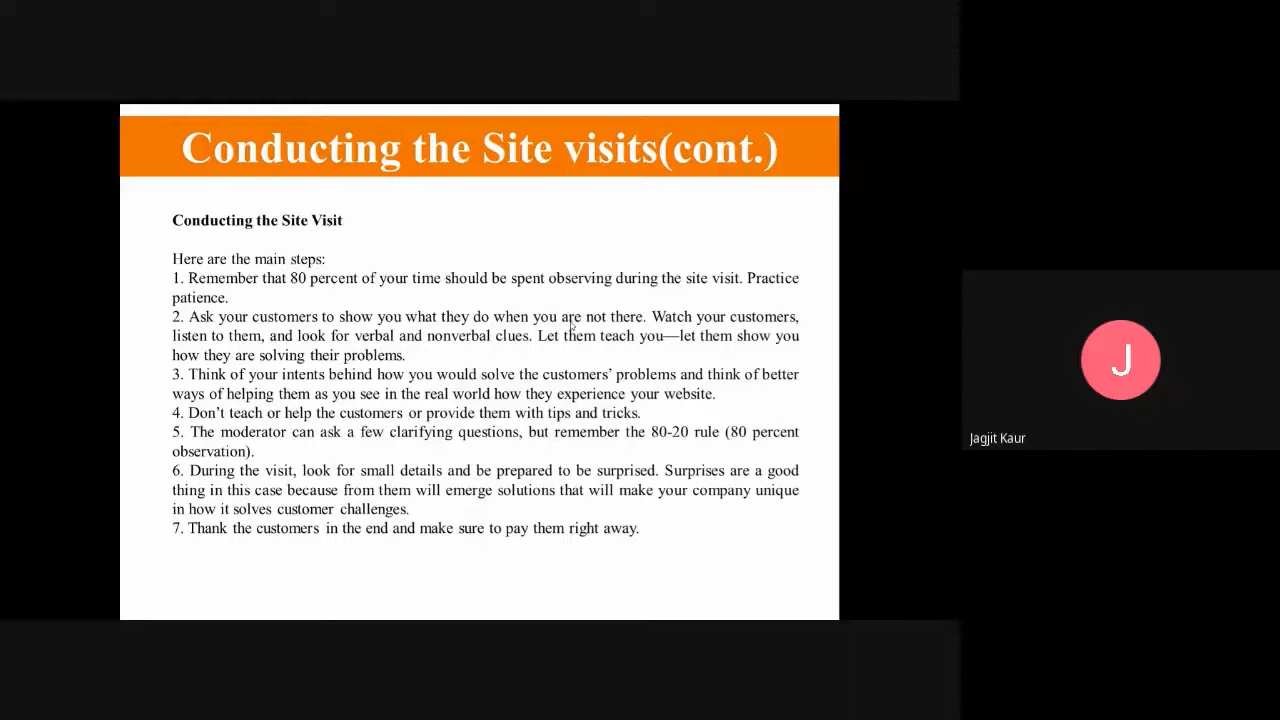 Conducting the Site visits(cont.)
Conducting the Site Visit
Here are the main steps:
1. Remember that 80 percent of your time should be spent observing during the site visit. Practice
patience.
2. Ask your customers to show you what they do when you are not there. Watch your customers,
listen to them, and look for verbal and nonverbal clues. Let them teach you—let them show you
how they are solving their problems.
3. Think of your intents behind how you would solve the customers’ problems and think of better
ways of helping them as you see in the real world how they experience your website.
4. Don’t teach or help the customers or provide them with tips and tricks.
5. The moderator can ask a few clarifying questions, but remember the 80-20 rule (80 percent
observation).
6. During the visit, look for small details and be prepared to be surprised. Surprises are a good
thing in this case because from them will emerge solutions that will make your company unique
in how it solves customer challenges.
7. Thank the customers in the end and make sure to pay them right away.
J
Jagjit Kaur